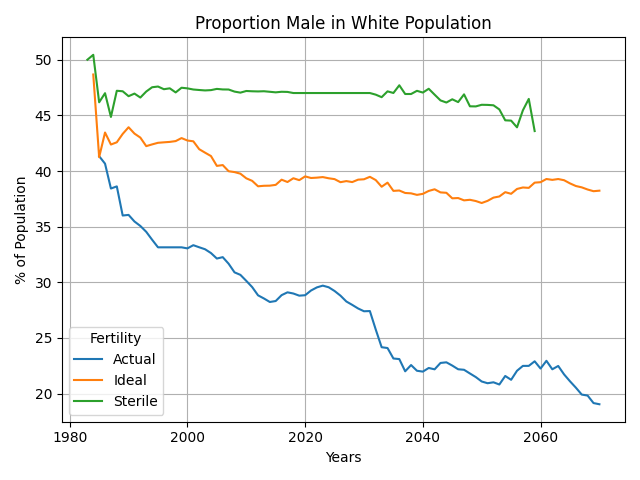 Proportion Male in White Population
% of Population
50
45
40
35
30
25
20
Fertility
Actual
Ideal
Sterile
1980
2000
2020
2040
2060
Years